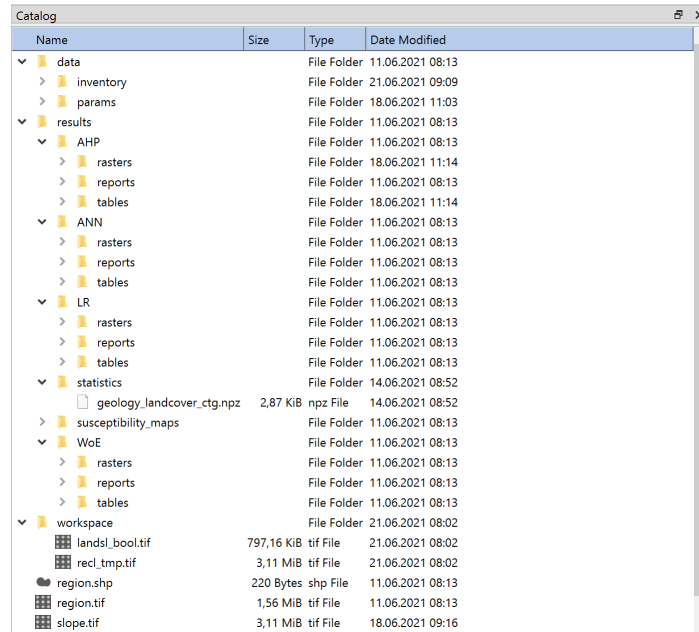 Catalog
Name Size Type Date Modified
data File Folder 11.06.2021 08:13
inventory File Folder 21.06.2021 09:09
params File Folder 18.06.2021 11:03
results File Folder 11.06.2021 08:13
AHP File Folder 11.06.2021 08:13
rasters File Folder 18.06.2021 11:14
reports File Folder 11.06.2021 08:13
tables File Folder 18.06.2021 11:14
ANN File Folder 11.06.2021 08:13
rasters File Folder 11.06.2021 08:13
reports File Folder 11.06.2021 08:13
tables File Folder 11.06.2021 08:13
LR File Folder 11.06.2021 08:13
rasters File Folder 11.06.2021 08:13
reports File Folder 11.06.2021 08:13
tables File Folder 11.06.2021 08:13
statistics File Folder 14.06.2021 08:52
geology_landcover_ctg.npz 2,87 KiB npz File 14.06.2021 08:52
susceptibility_maps File Folder 11.06.2021 08:13
WoE File Folder 11.06.2021 08:13
rasters File Folder 11.06.2021 08:13
reports File Folder 11.06.2021 08:13
tables File Folder 11.06.2021 08:13
workspace File Folder 21.06.2021 08:02
landsl_bool.tif 797,16 KiB tif File 21.06.2021 08:02
recl_tmp.tif 3,11 MiB tif File 21.06.2021 08:02
region.shp 220 Bytes shp File 11.06.2021 08:13
region.tif 1,56 MiB tif File 11.06.2021 08:13
slope.tif 3,11 MiB tif File 18.06.2021 09:16